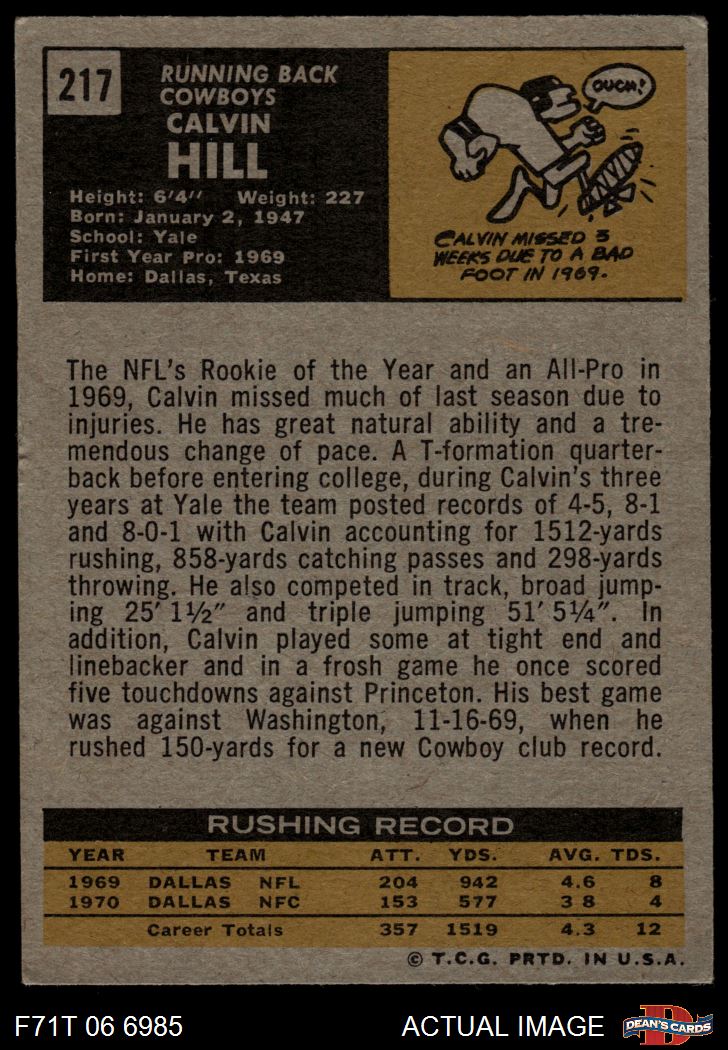 217
RUNNING BACK
COWBOYS
CALVIN
HILL
Height: 6'4" Weight: 227
Born: January 2, 1947
School: Yale
First Year Pro: 1969
Home: Dallas, Texas
OUCH!
CALVIN MISSED 3
WEEKS DUE TO A BAD
FOOT IN 1969.
The NFL's Rookie of the Year and an All-Pro in
1969, Calvin missed much of last season due to
injuries. He has great natural ability and a tre-
mendous change of pace. A T-formation quarter-
back before entering college, during Calvin's three
years at Yale the team posted records of 4-5, 8-1
and 8-0-1 with Calvin accounting for 1512-yards
rushing, 858-yards catching passes and 298-yards
throwing. He also competed in track, broad jump-
ing 25' 1½" and triple jumping 51' 5¼". In
addition, Calvin played some at tight end and
linebacker and in a frosh game he once scored
five touchdowns against Princeton. His best game
was against Washington, 11-16-69, when he
rushed 150-yards for a new Cowboy club record.
RUSHING RECORD
YEAR TEAM ATT. YDS. AVG. TDS.
1969 DALLAS NFL 204 942 4.6 8
1970 DALLAS NFC 153 577 3 8 4
Career Totals 357 1519 4.3 12
© T.C.G. PRTD. IN U.S.A.
F71T 06 6985 ACTUAL IMAGE
D
DEAN'S CARDS